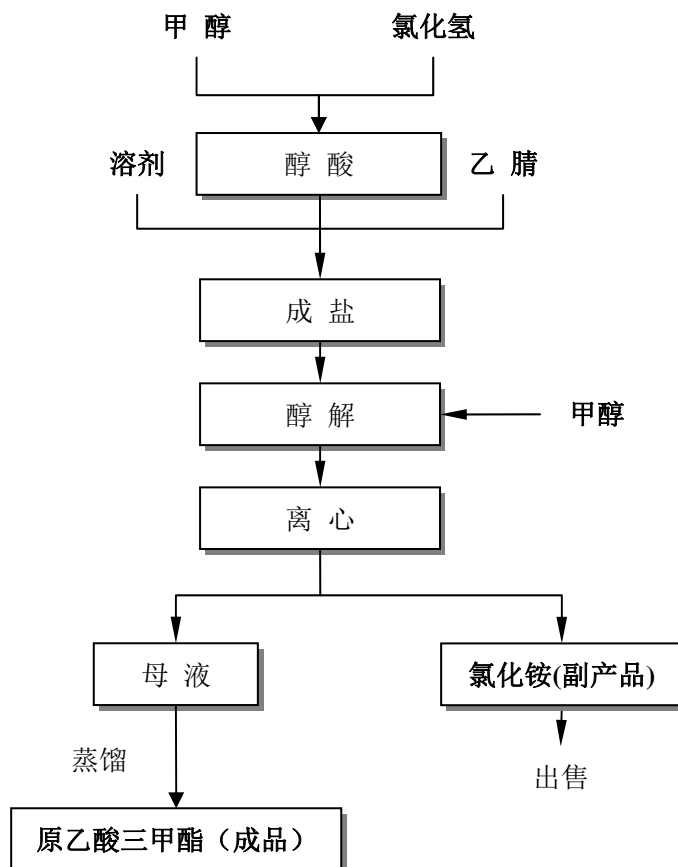 甲 醇
氯化氢
醇 酸
溶剂
乙 腈
成 盐
醇 解
甲醇
离 心
母 液
氯化铵(副产品)
蒸馏
出售
原乙酸三甲酯（成品）